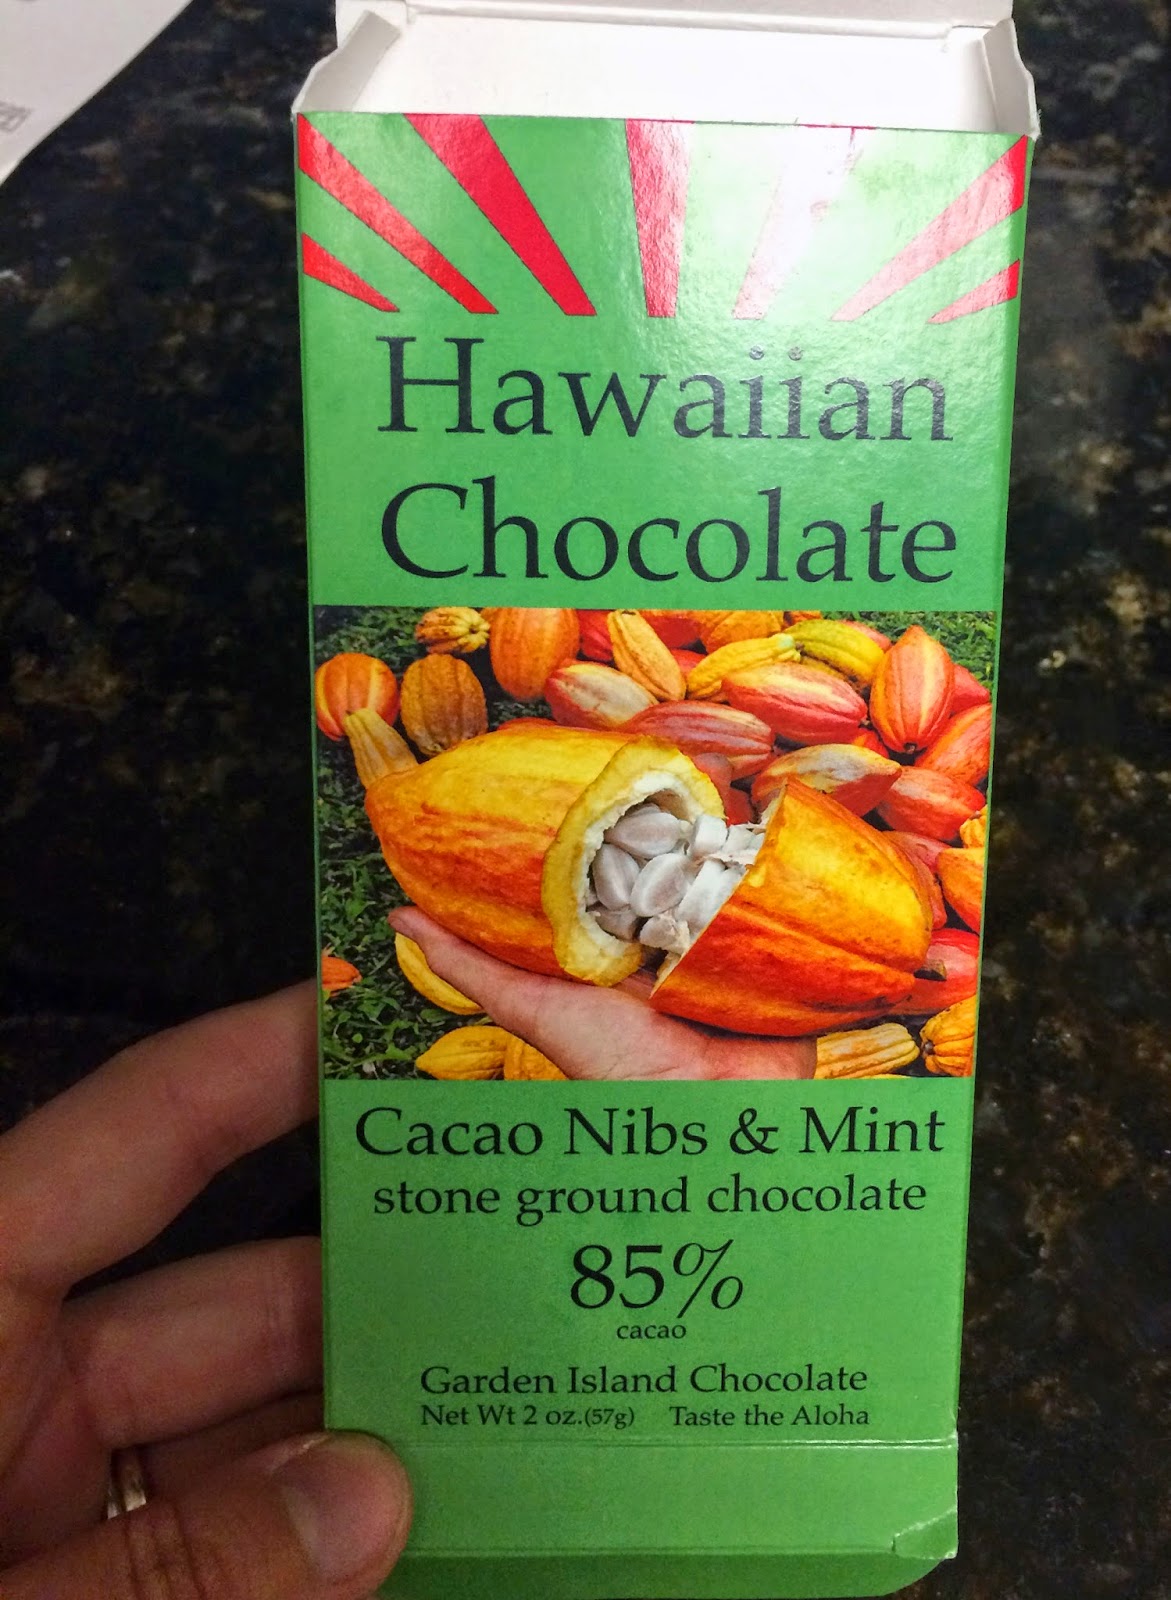 Hawaiian
Chocolate
Cacao Nibs & Mint
stone ground chocolate
85%
cacao
Garden Island Chocolate
Net Wt 2 oz.(57g) Taste the Aloha